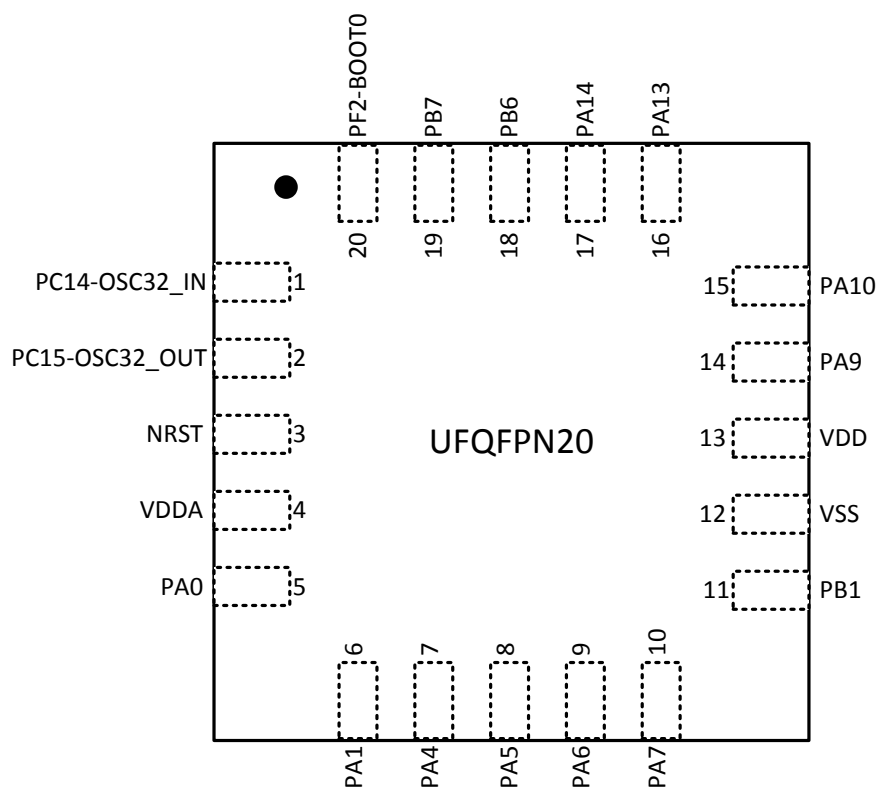 PF2-BOOT0
PB7
PB6
PA14
PA13
20
19
18
17
16
PC14-OSC32_IN 1
PC15-OSC32_OUT 2
NRST 3
VDDA 4
PA0 5
UFQFPN20
15 PA10
14 PA9
13 VDD
12 VSS
11 PB1
6
7
8
9
10
PA1
PA4
PA5
PA6
PA7